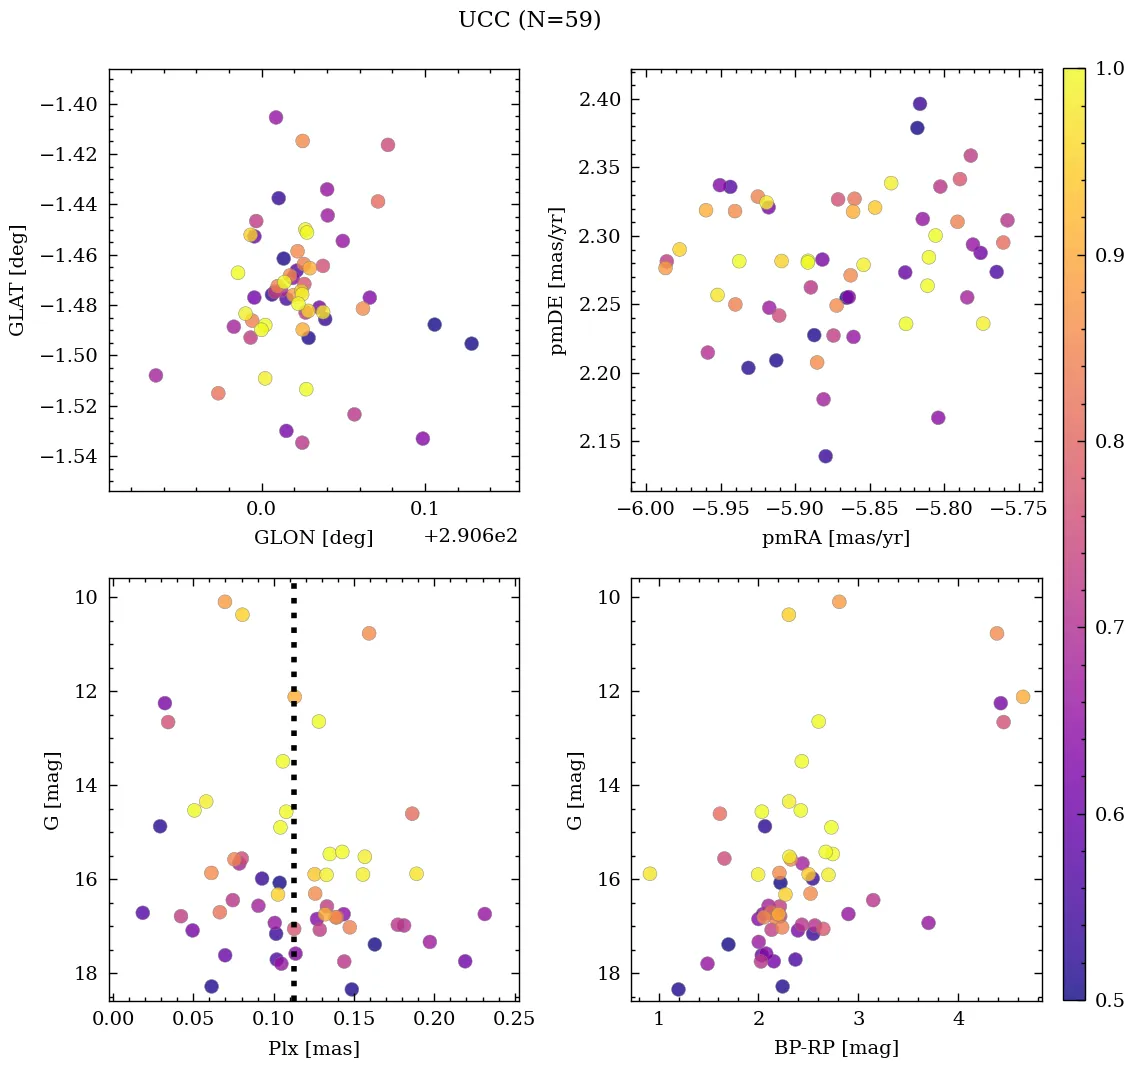 UCC (N=59)
−1.40
−1.42
−1.44
−1.46
−1.48
−1.50
−1.52
−1.54
GLAT [deg]
0.0 0.1
GLON [deg] +2.906e2
2.40
2.35
2.30
2.25
2.20
2.15
pmDE [mas/yr]
−6.00 −5.95 −5.90 −5.85 −5.80 −5.75
pmRA [mas/yr]
10
12
14
16
18
G [mag]
0.00 0.05 0.10 0.15 0.20 0.25
Plx [mas]
10
12
14
16
18
G [mag]
1 2 3 4
BP-RP [mag]
1.0
0.9
0.8
0.7
0.6
0.5